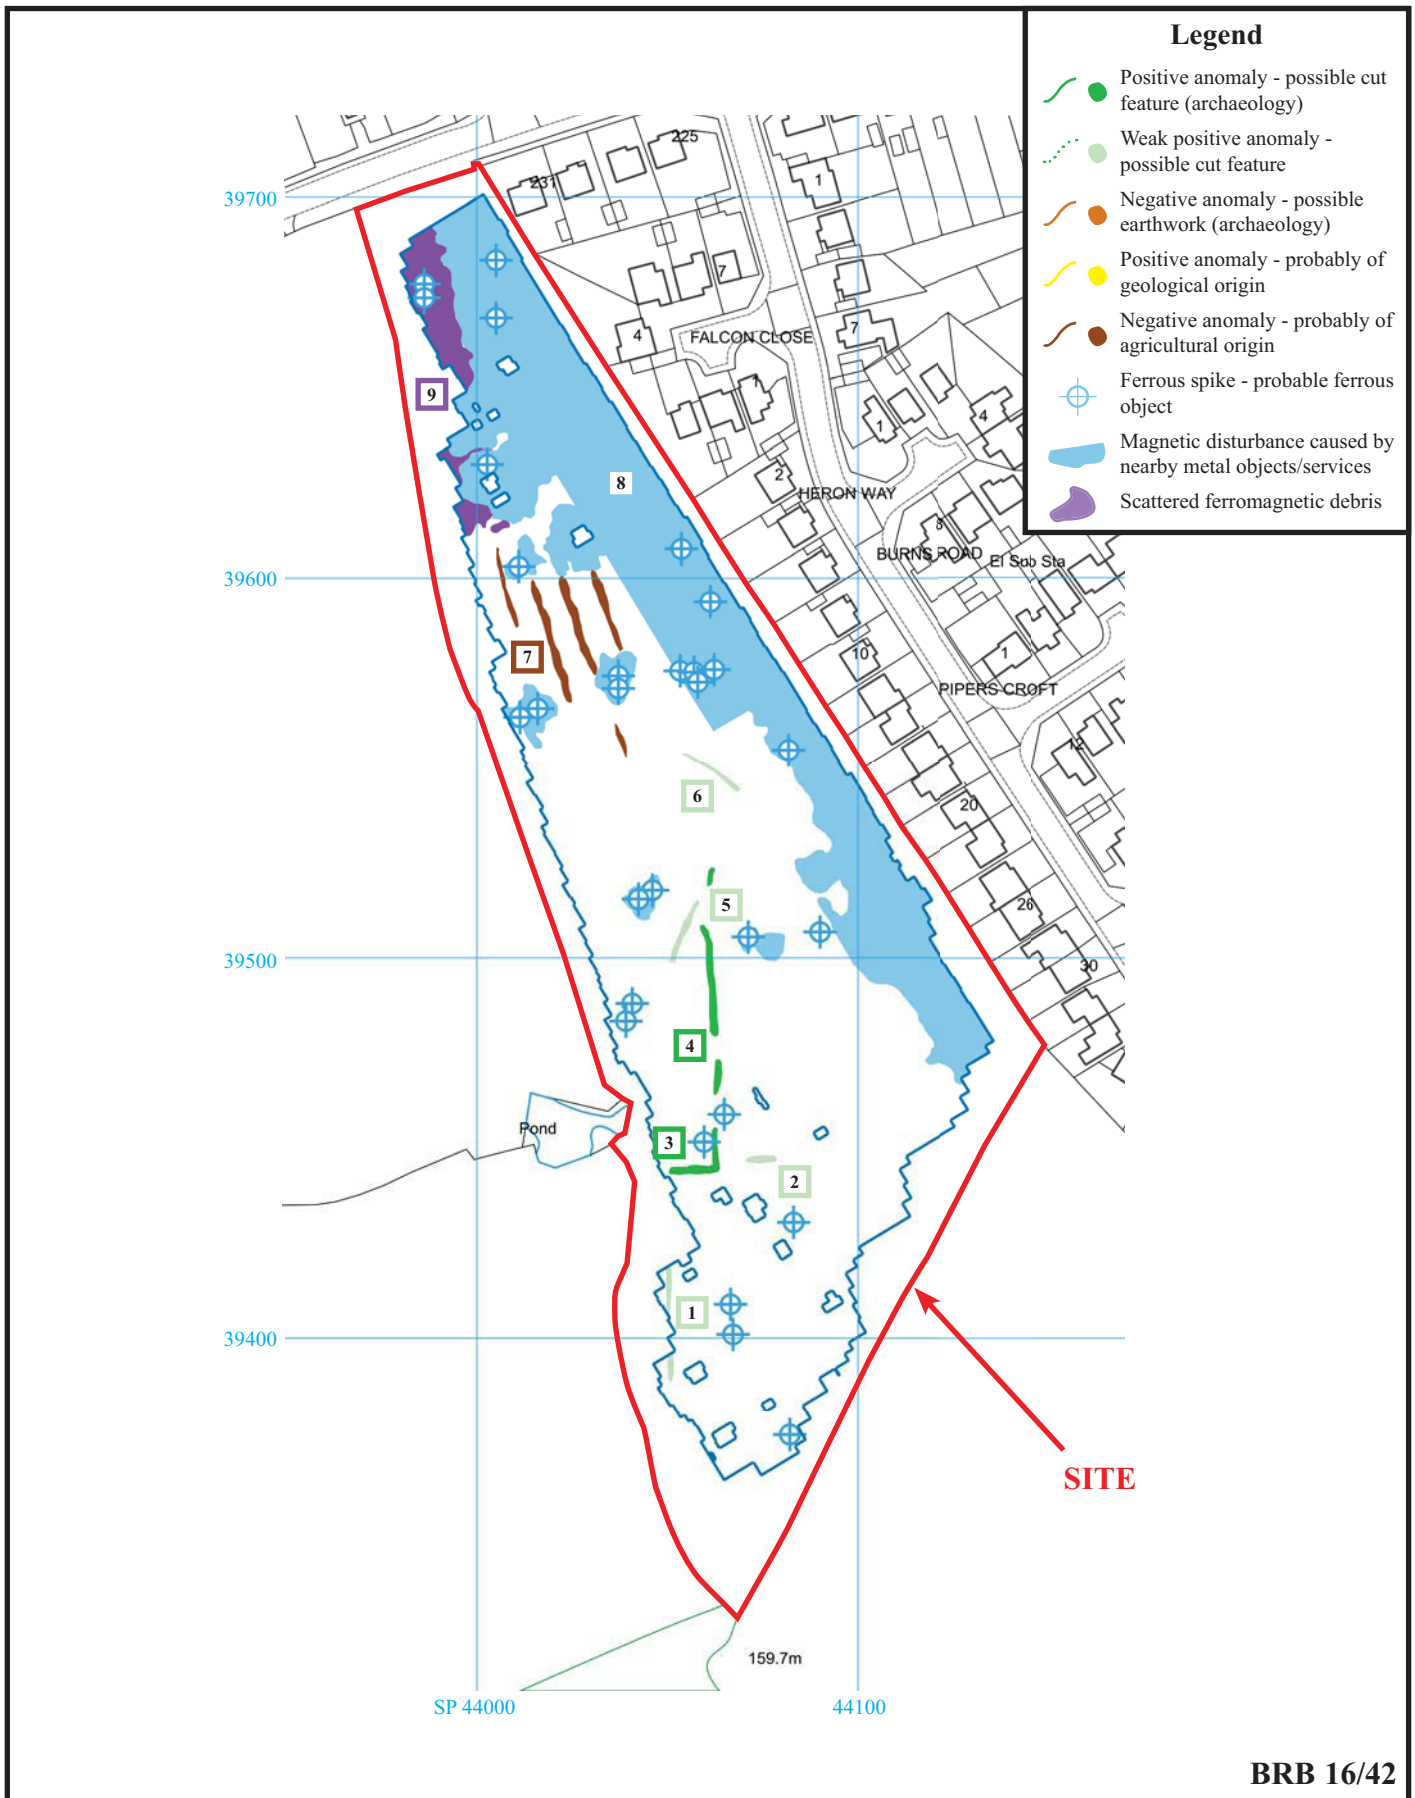 Legend
Positive anomaly - possible cut
feature (archaeology)
Weak positive anomaly -
possible cut feature
Negative anomaly - possible
earthwork (archaeology)
Positive anomaly - probably of
geological origin
Negative anomaly - probably of
agricultural origin
Ferrous spike - probable ferrous
object
Magnetic disturbance caused by
nearby metal objects/services
Scattered ferromagnetic debris
225
231
1
39700
7
4
FALCON CLOSE
7
1
9
1
4
2
8
HERON WAY
8
BURNS ROAD
El Sub Sta
39600
7
10
1
PIPERS CROFT
12
6
20
5
26
39500
30
4
Pond
3
2
1
39400
SITE
159.7m
SP 44000
44100
BRB 16/42